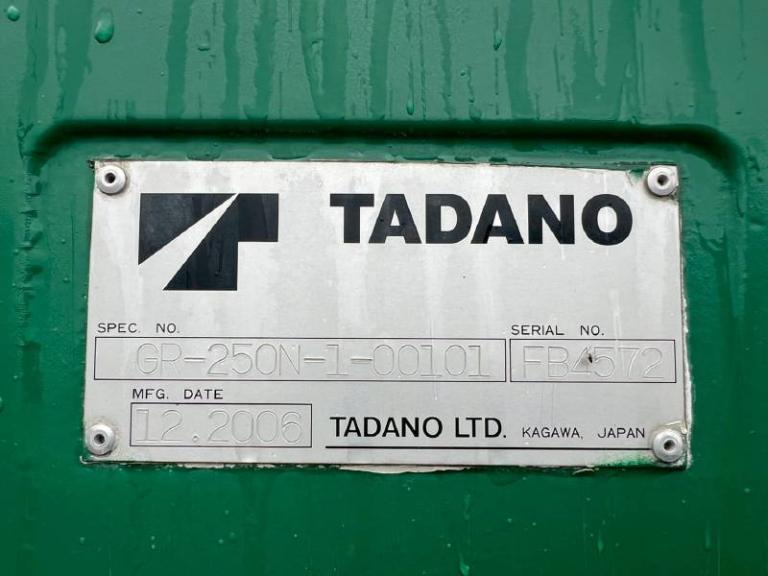 TADANO
SPEC. NO. SERIAL NO.
GR-250N-1-00101 FB4572
MFG. DATE
12.2006 TADANO LTD. KAGAWA, JAPAN